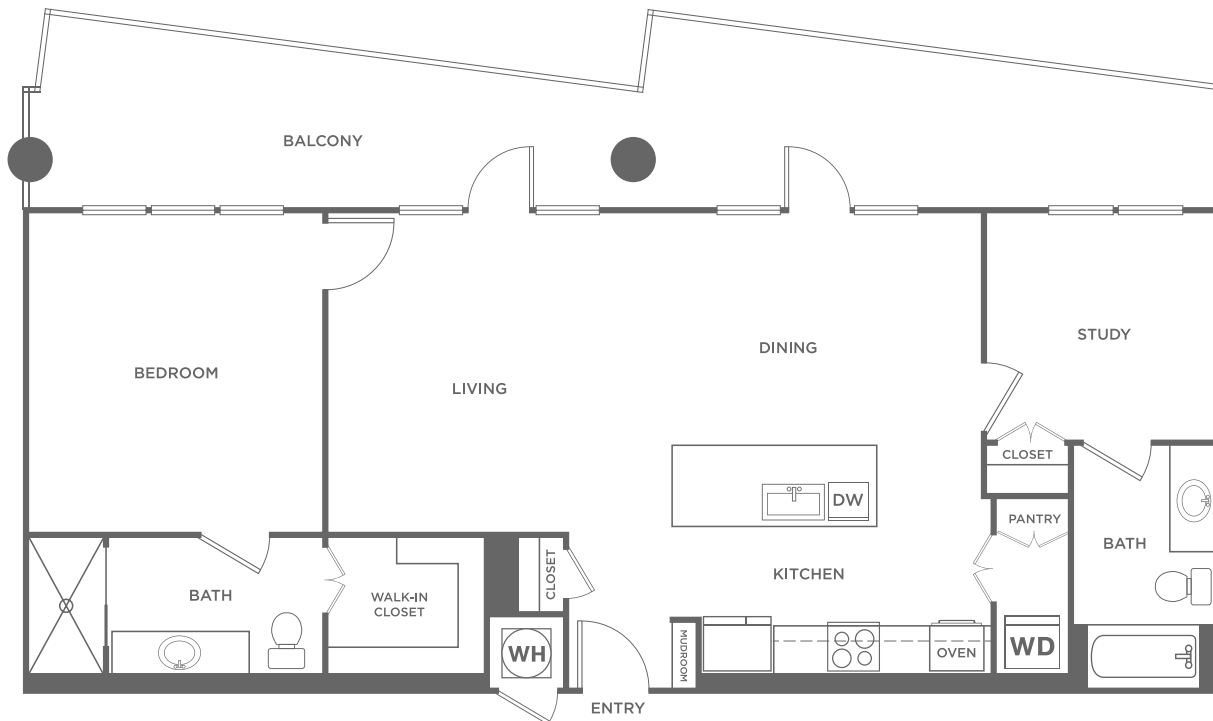 BALCONY
BEDROOM
LIVING
DINING
STUDY
CLOSET
DW
PANTRY
BATH
KITCHEN
CLOSET
BATH
WALK-IN
CLOSET
MUDROOM
WH
OVEN
WD
ENTRY